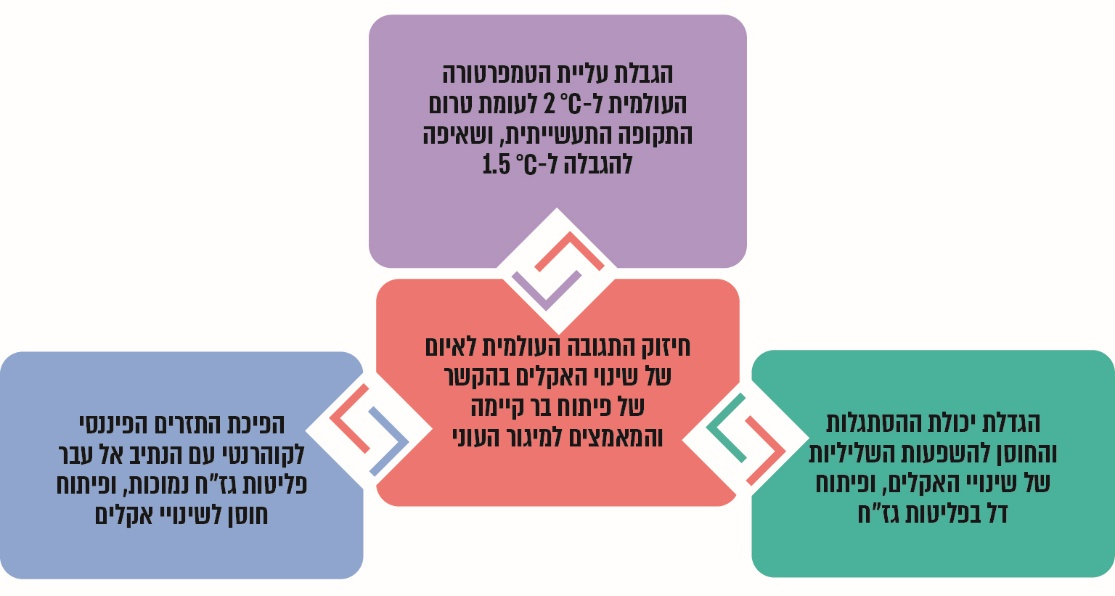 הגבלת עליית הטמפרטורה
העולמית ל-2 °C לעומת טרום
התקופה התעשייתית, ושאיפה
להגבלה ל-1.5 °C
חיזוק התגובה העולמית לאיום
של שינוי האקלים בהקשר
של פיתוח בר קיימה
והמאמצים למיגור העוני
הגדלת יכולת ההסתגלות
והחוסן להשפעות השליליות
של שינויי האקלים, ופיתוח
דל בפליטות גז"ח
הפיכת התזרים הפיננסי
לקוהרנטי עם הנתיב אל עבר
פליטות גז"ח נמוכות, ופיתוח
חוסן לשינויי אקלים